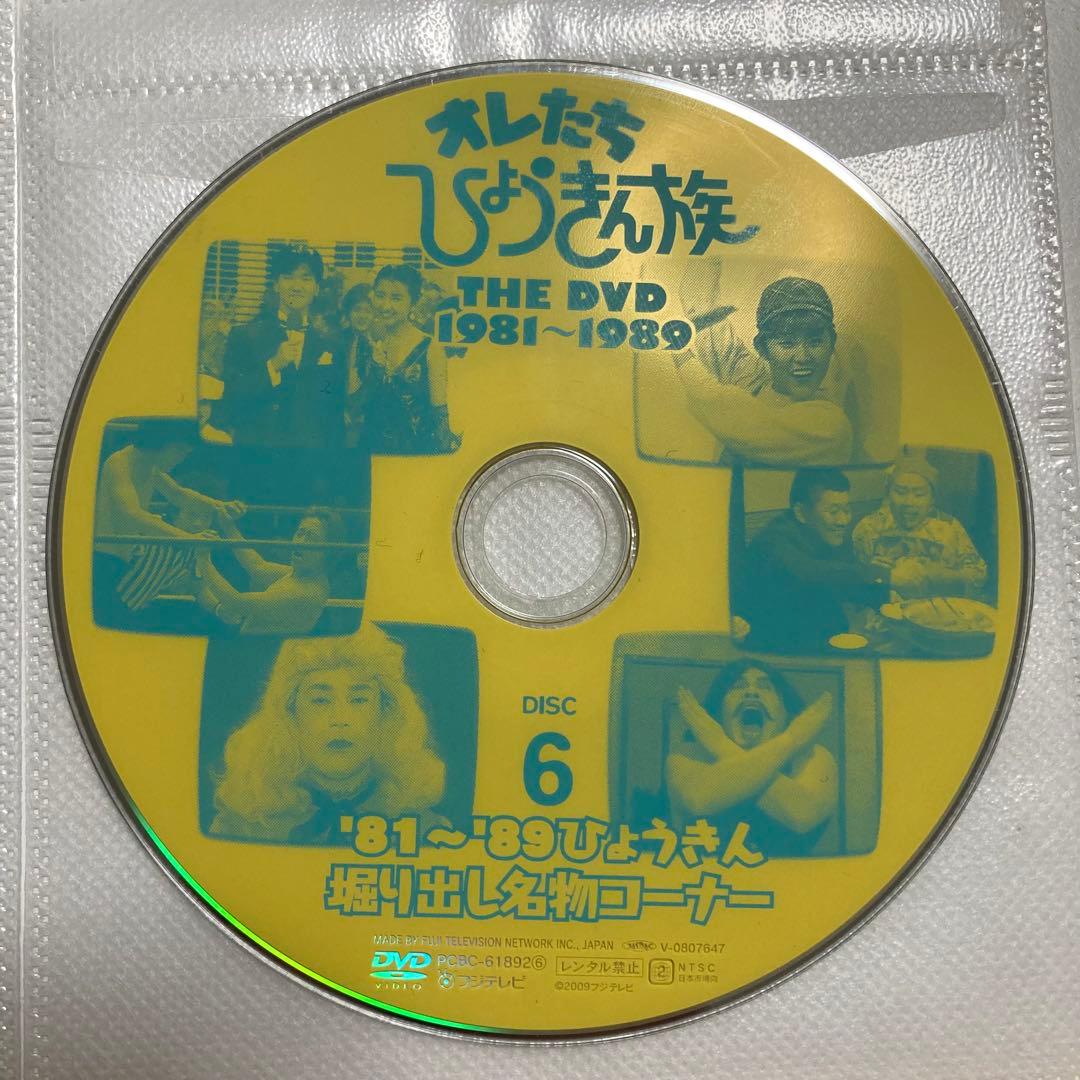 オレたち
ひょうきん族
THE DVD
1981〜1989
DISC
6
'81〜'89ひょうきん
堀り出し名物コーナー
MADE BY FUJI TELEVISION NETWORK INC., JAPAN V-0807647
DVD VIDEO PCBC-61892⑥ レンタル禁止 2 NTSC 日本市場向
フジテレビ ©2009フジテレビ